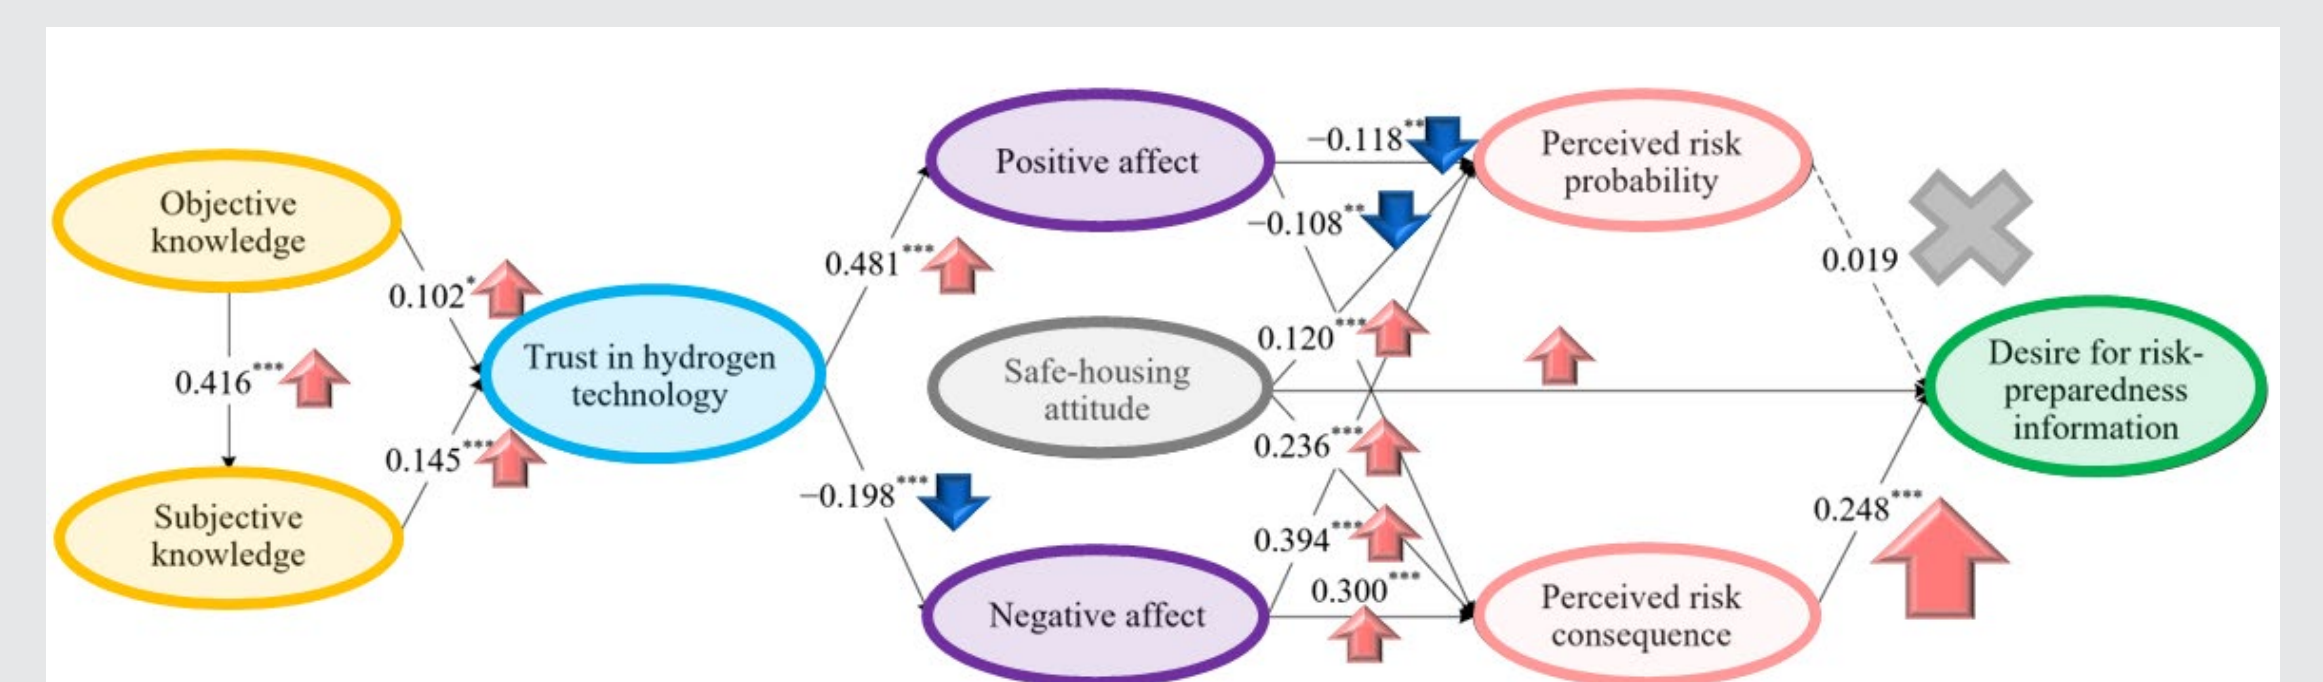 Objective
knowledge
0.416***
Subjective
knowledge
0.102*
0.145***
Trust in hydrogen
technology
0.481***
−0.198***
Positive affect
Safe-housing
attitude
Negative affect
−0.118**
−0.108**
0.120***
0.236***
0.394***
0.300***
Perceived risk
probability
Perceived risk
consequence
0.019
0.248***
Desire for risk-
preparedness
information